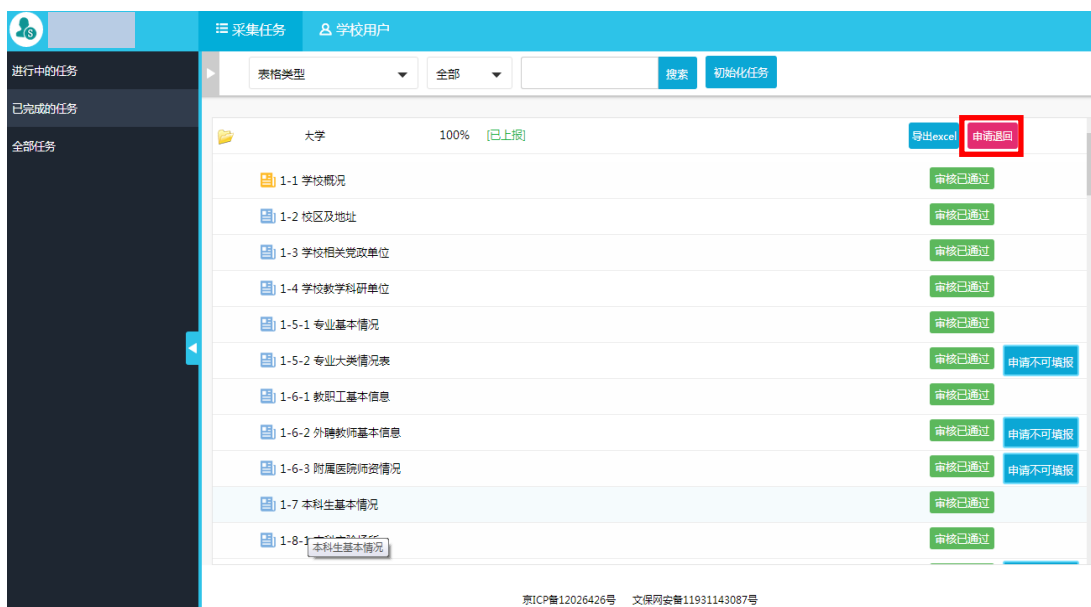 采集任务 学校用户
进行中的任务
已完成的任务
全部任务
表格类型 全部 搜索 初始化任务
大学 100% [已上报] 导出excel 申请退回
1-1 学校概况 审核已通过
1-2 校区及地址 审核已通过
1-3 学校相关党政单位 审核已通过
1-4 学校教学科研单位 审核已通过
1-5-1 专业基本情况 审核已通过
1-5-2 专业大类情况表 审核已通过 申请不可填报
1-6-1 教职工基本信息 审核已通过
1-6-2 外聘教师基本信息 审核已通过 申请不可填报
1-6-3 附属医院师资情况 审核已通过 申请不可填报
1-7 本科生基本情况 审核已通过
1-8-1 审核已通过
本科生基本情况
京ICP备12026426号 文保网安备11931143087号